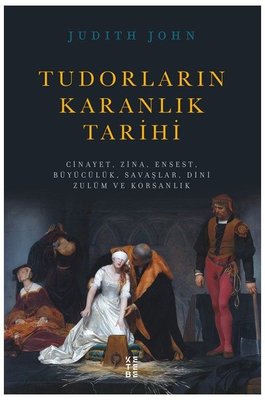 JUDITH JOHN
TUDORLARIN
KARANLIK
TARİHİ
CİNAYET, ZİNA, ENSEST,
BÜYÜCÜLÜK, SAVAŞLAR, DİNİ
ZULÜM VE KORSANLIK
KETEBE